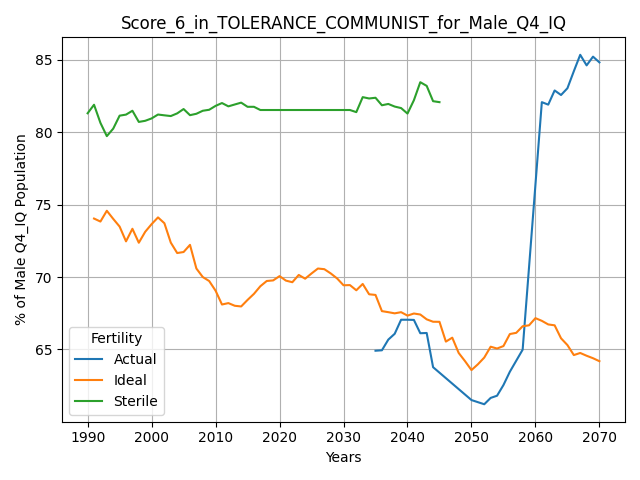 Score_6_in_TOLERANCE_COMMUNIST_for_Male_Q4_IQ
% of Male Q4_IQ Population
85
80
75
70
65
Fertility
Actual
Ideal
Sterile
1990 2000 2010 2020 2030 2040 2050 2060 2070
Years